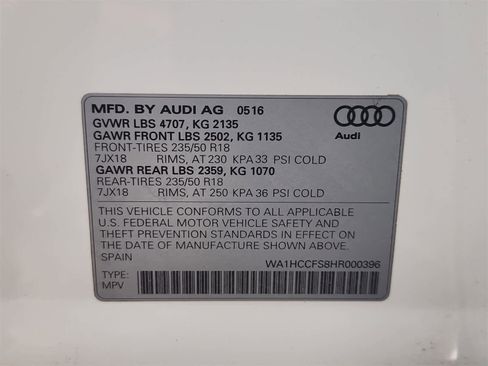 MFD. BY AUDI AG 0516
GVWR LBS 4707, KG 2135
GAWR FRONT LBS 2502, KG 1135
FRONT-TIRES 235/50 R18
7JX18 RIMS, AT 230 KPA 33 PSI COLD
GAWR REAR LBS 2359, KG 1070
REAR-TIRES 235/50 R18
7JX18 RIMS, AT 250 KPA 36 PSI COLD
Audi
THIS VEHICLE CONFORMS TO ALL APPLICABLE
U.S. FEDERAL MOTOR VEHICLE SAFETY AND
THEFT PREVENTION STANDARDS IN EFFECT ON
THE DATE OF MANUFACTURE SHOWN ABOVE.
SPAIN WA1HCCFS8HR000396
TYPE:
MPV